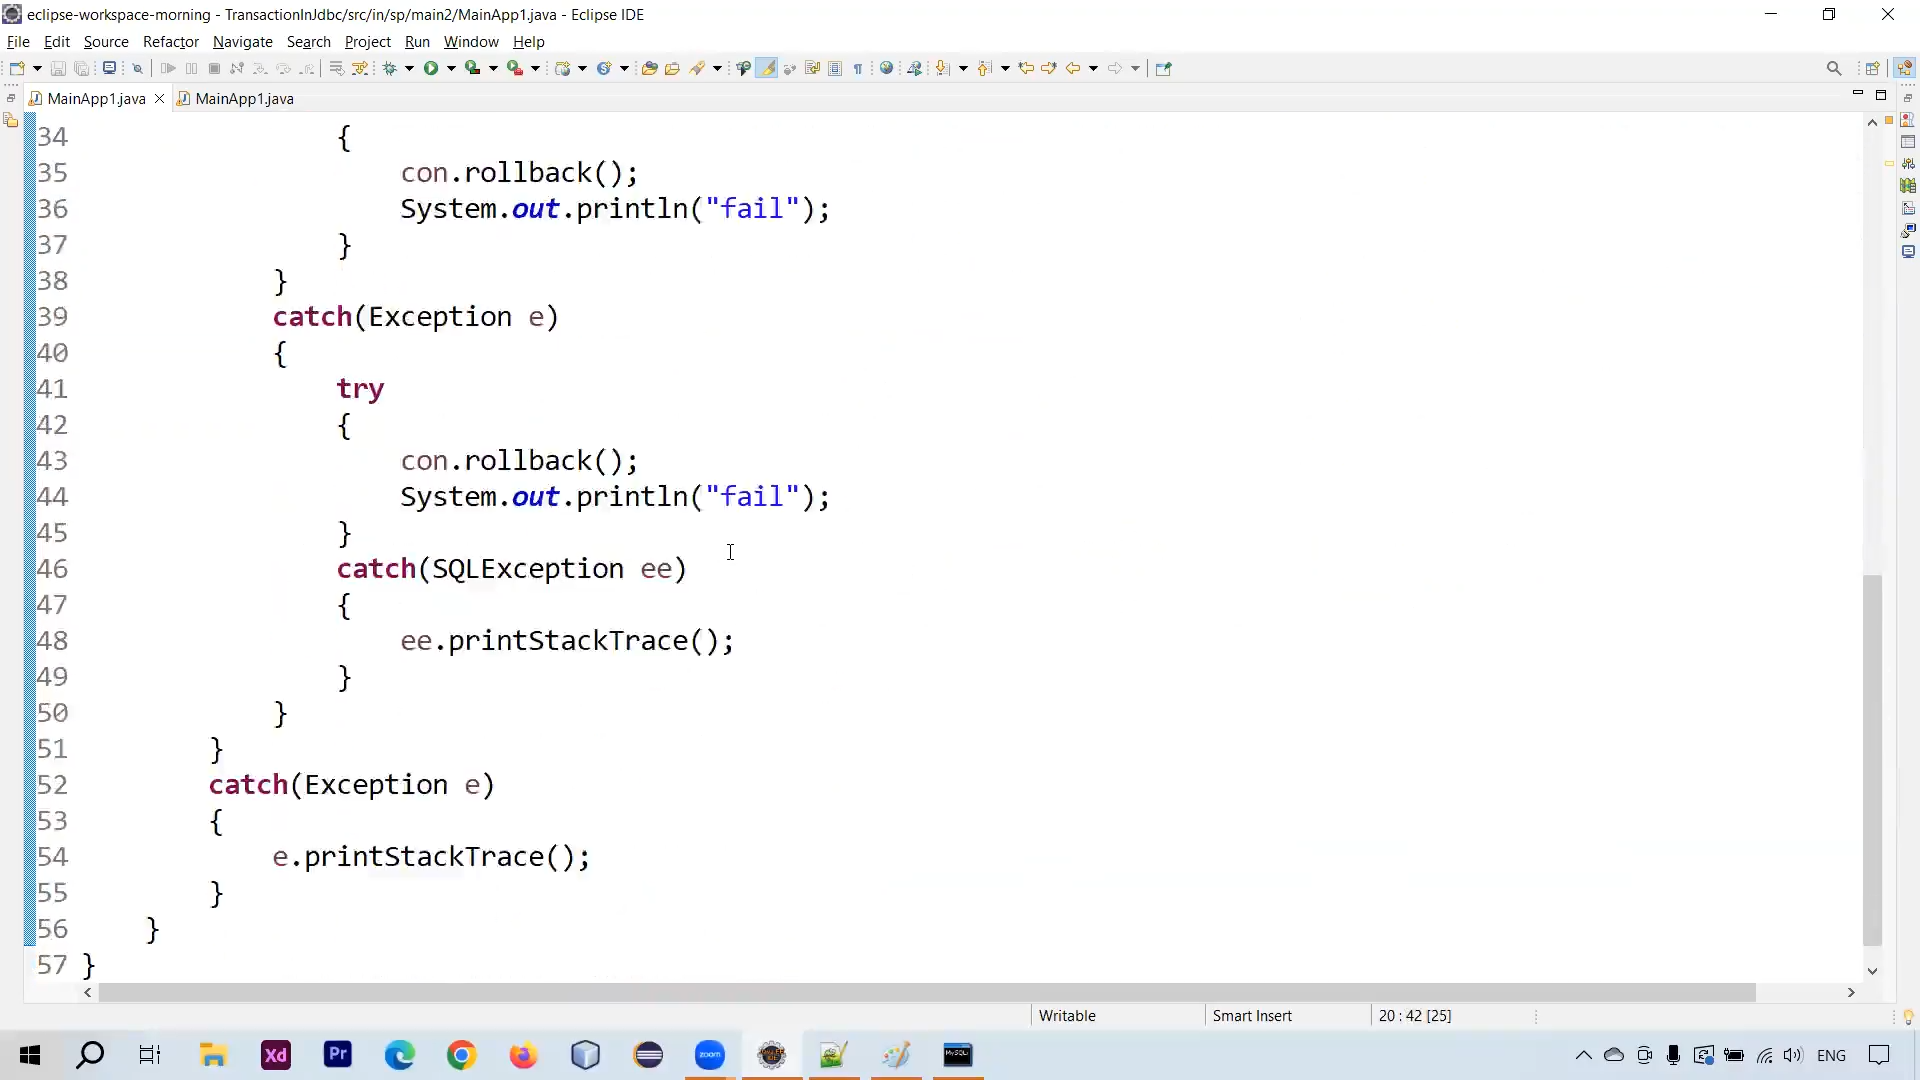 eclipse-workspace-morning - TransactionInJdbc/src/in/sp/main2/MainApp1.java - Eclipse IDE
File Edit Source Refactor Navigate Search Project Run Window Help
MainApp1.java MainApp1.java
34 {
35 con.rollback();
36 System.out.println("fail");
37 }
38 }
39 catch(Exception e)
40 {
41 try
42 {
43 con.rollback();
44 System.out.println("fail");
45 }
46 catch(SQLException ee)
47 {
48 ee.printStackTrace();
49 }
50 }
51 }
52 catch(Exception e)
53 {
54 e.printStackTrace();
55 }
56 }
57 }
Writable Smart Insert 20 : 42 [25]
Xd Pr zoom MySQL ENG